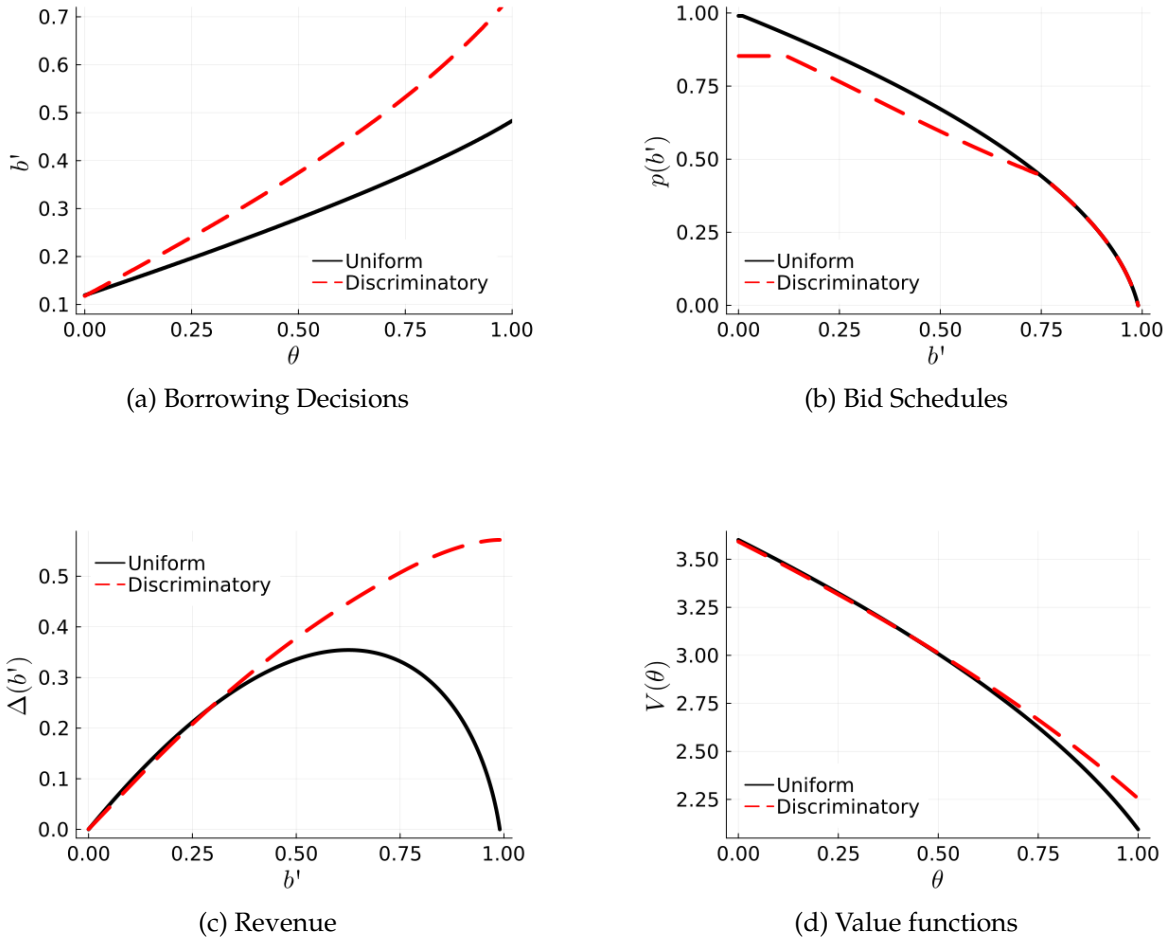 0.7
0.6
0.5
0.4
0.3
0.2
0.1
b'
0.00 0.25 0.50 0.75 1.00
θ
Uniform
Discriminatory
(a) Borrowing Decisions
1.00
0.75
0.50
0.25
0.00
p(b')
0.00 0.25 0.50 0.75 1.00
b'
Uniform
Discriminatory
(b) Bid Schedules
0.5
0.4
0.3
0.2
0.1
0.0
Δ(b')
0.00 0.25 0.50 0.75 1.00
b'
Uniform
Discriminatory
(c) Revenue
3.50
3.25
3.00
2.75
2.50
2.25
V(θ)
0.00 0.25 0.50 0.75 1.00
θ
Uniform
Discriminatory
(d) Value functions